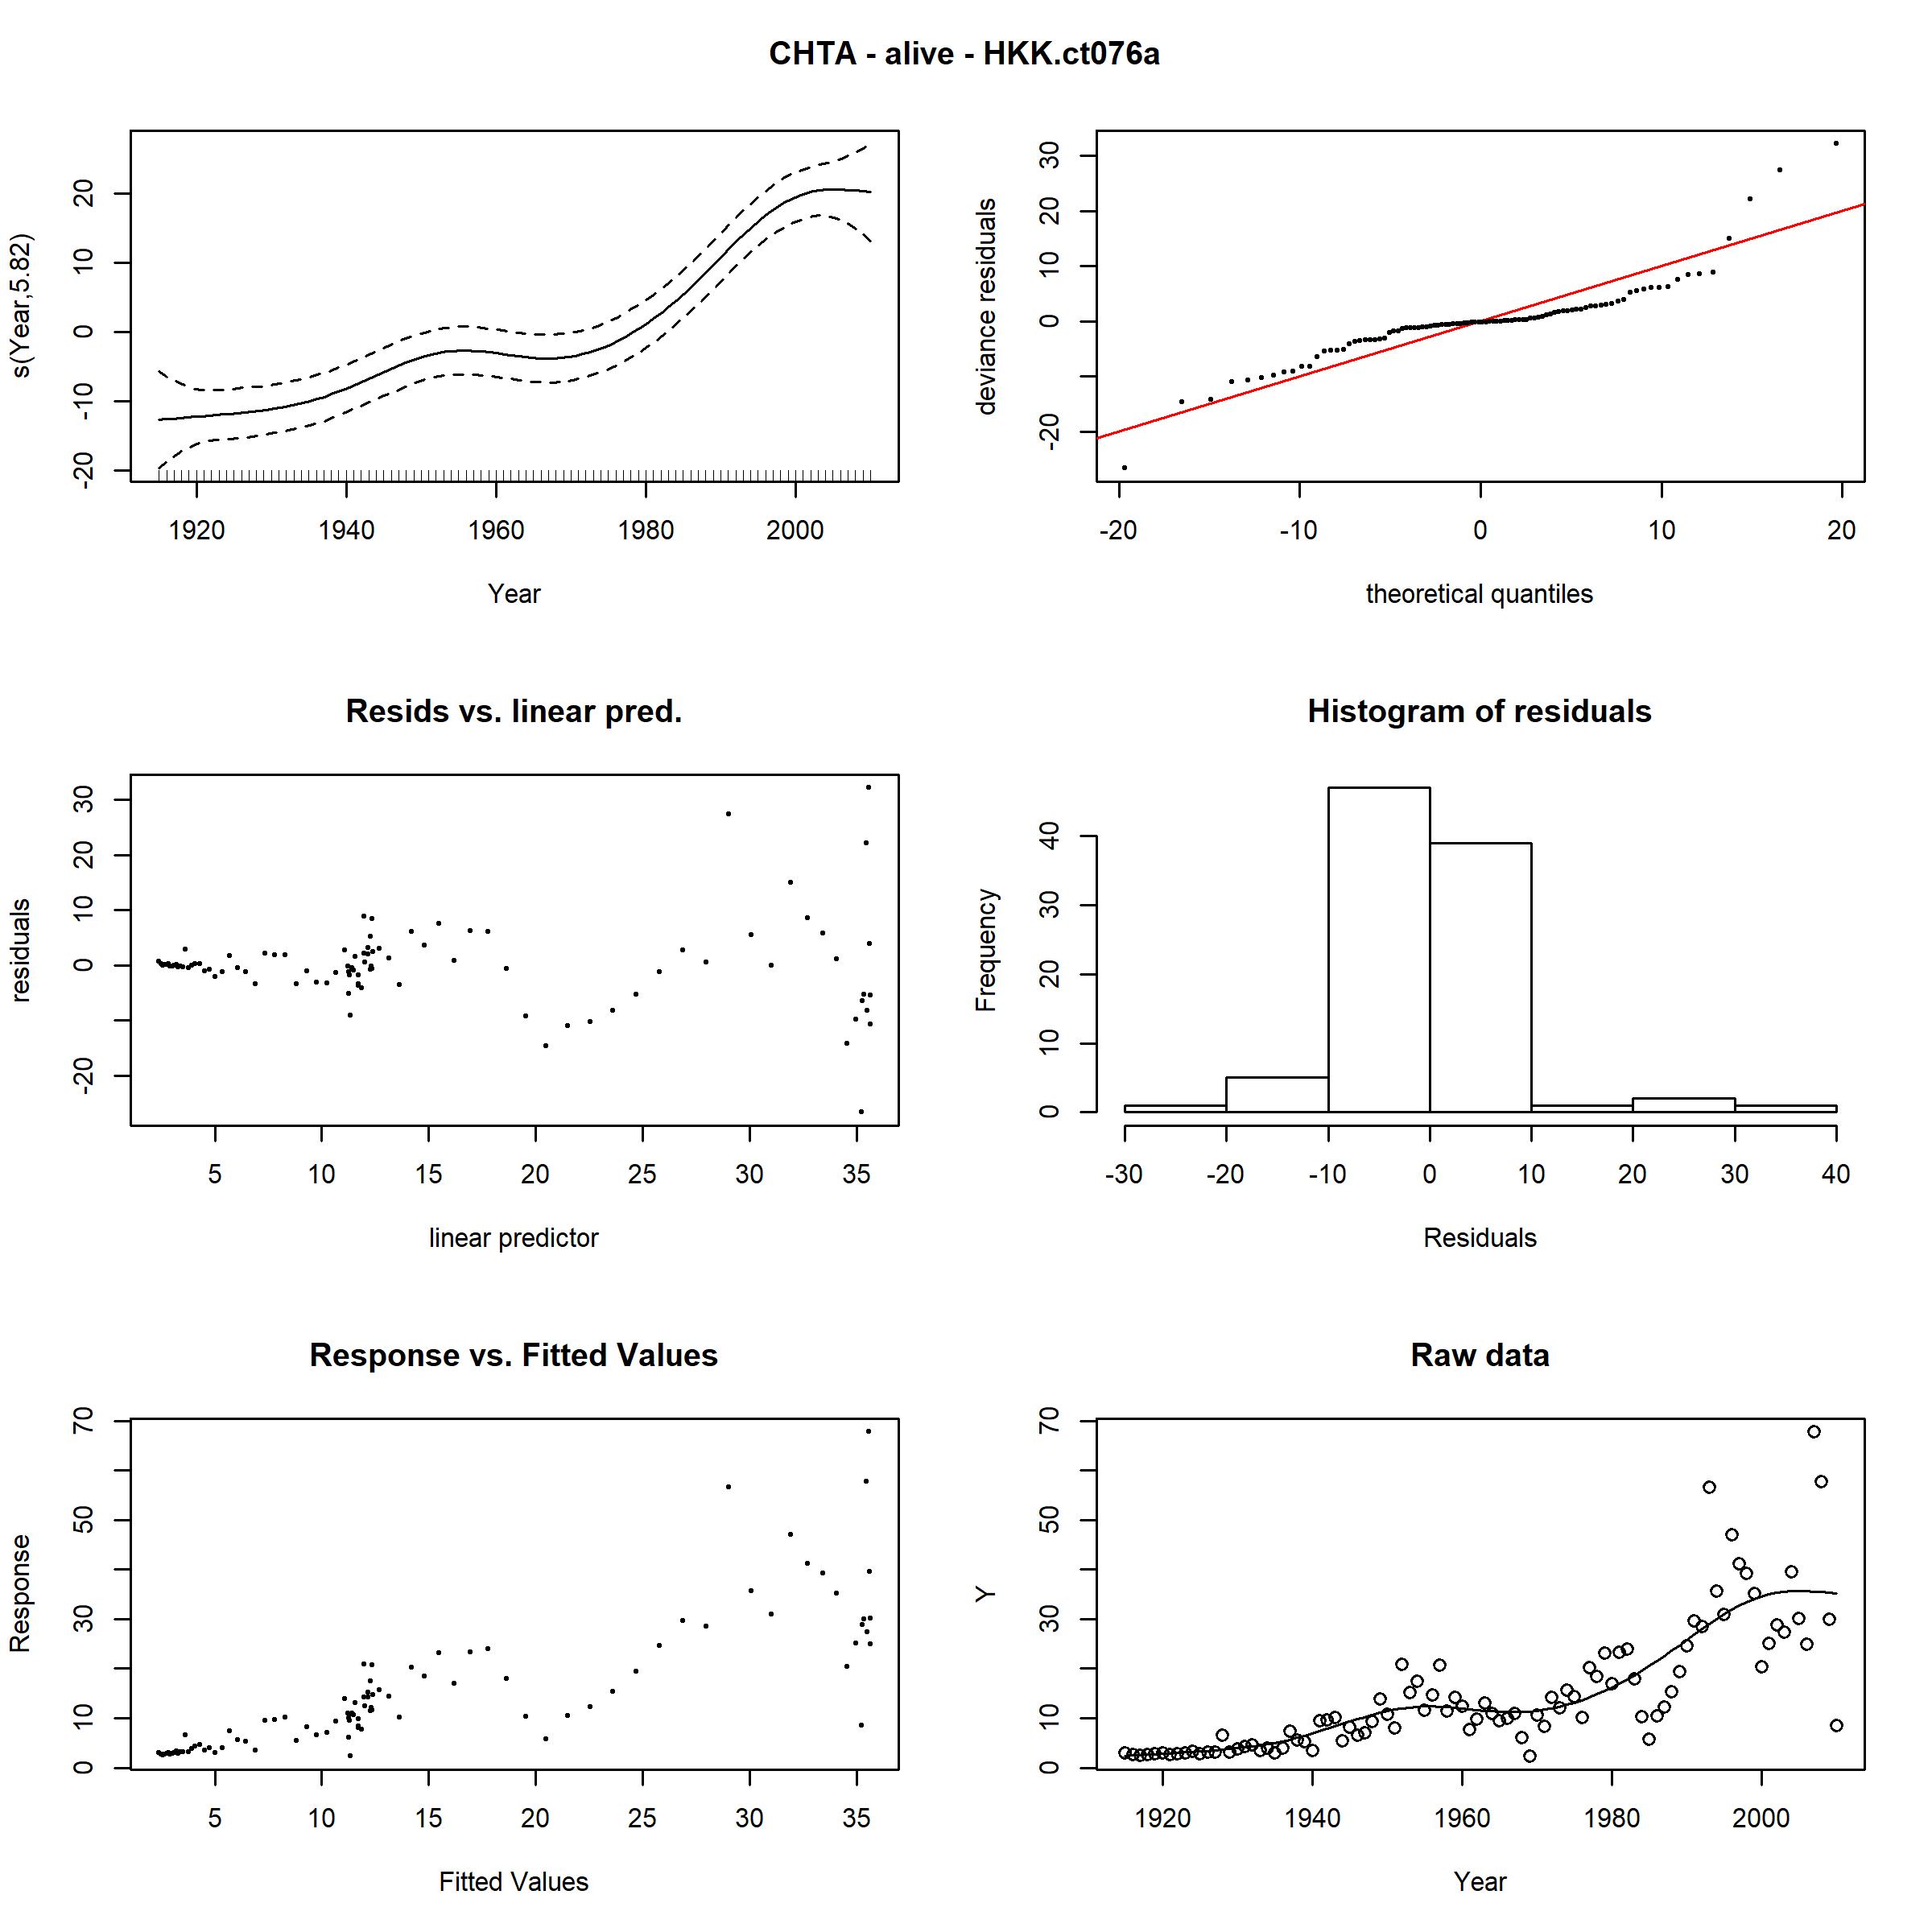 CHTA - alive - HKK.ct076a
s(Year,5.82)
-20 -10 0 10 20
1920 1940 1960 1980 2000
Year
deviance residuals
-20 0 10 20 30
-20 -10 0 10 20
theoretical quantiles
Resids vs. linear pred.
residuals
-20 0 10 20 30
5 10 15 20 25 30 35
linear predictor
Histogram of residuals
Frequency
0 10 20 30 40
-30 -20 -10 0 10 20 30 40
Residuals
Response vs. Fitted Values
Response
0 10 30 50 70
5 10 15 20 25 30 35
Fitted Values
Raw data
Y
0 10 30 50 70
1920 1940 1960 1980 2000
Year